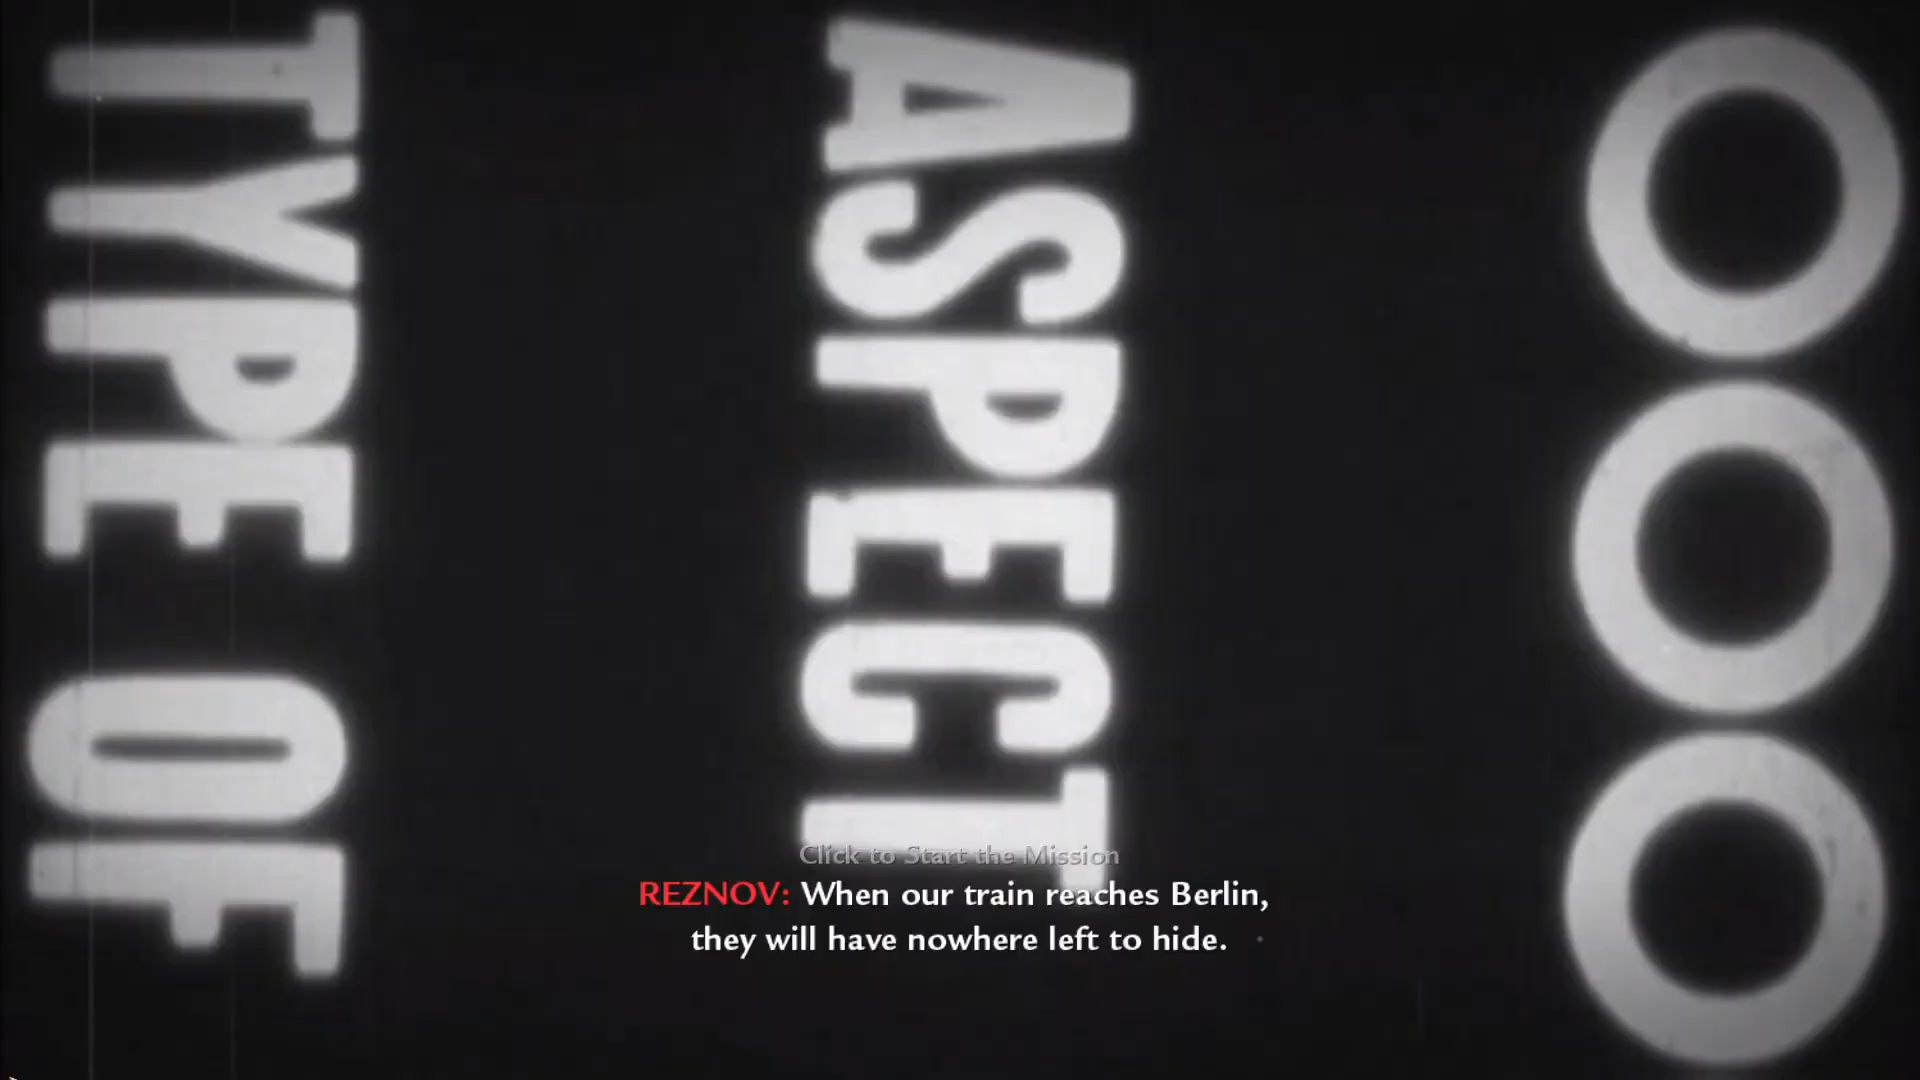 TYPE OF
ASPECT
OOO
Click to Start the Mission
REZNOV: When our train reaches Berlin,
they will have nowhere left to hide.